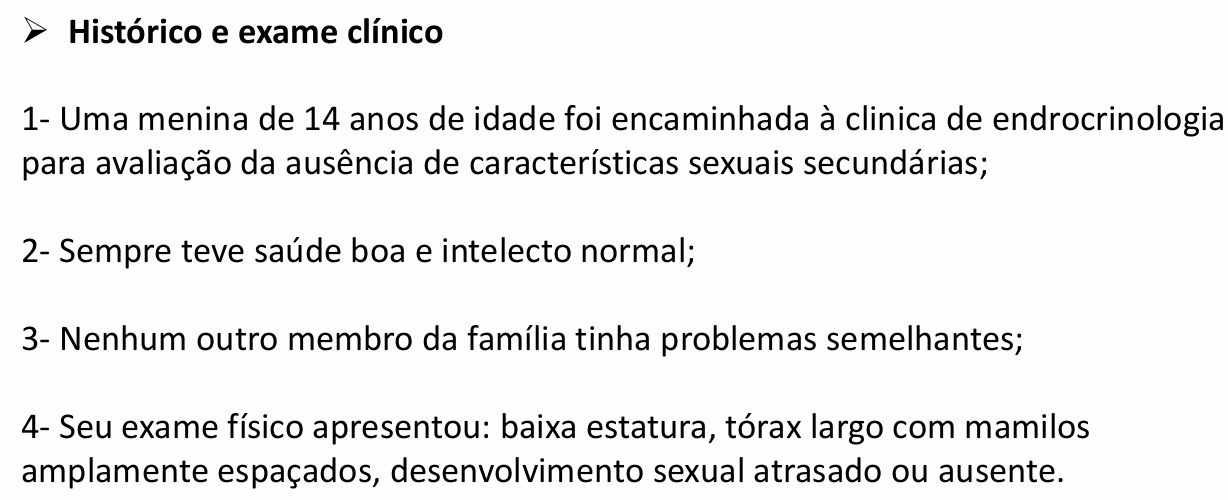 ➢ Histórico e exame clínico
1- Uma menina de 14 anos de idade foi encaminhada à clinica de endrocrinologia
para avaliação da ausência de características sexuais secundárias;
2- Sempre teve saúde boa e intelecto normal;
3- Nenhum outro membro da família tinha problemas semelhantes;
4- Seu exame físico apresentou: baixa estatura, tórax largo com mamilos
amplamente espaçados, desenvolvimento sexual atrasado ou ausente.